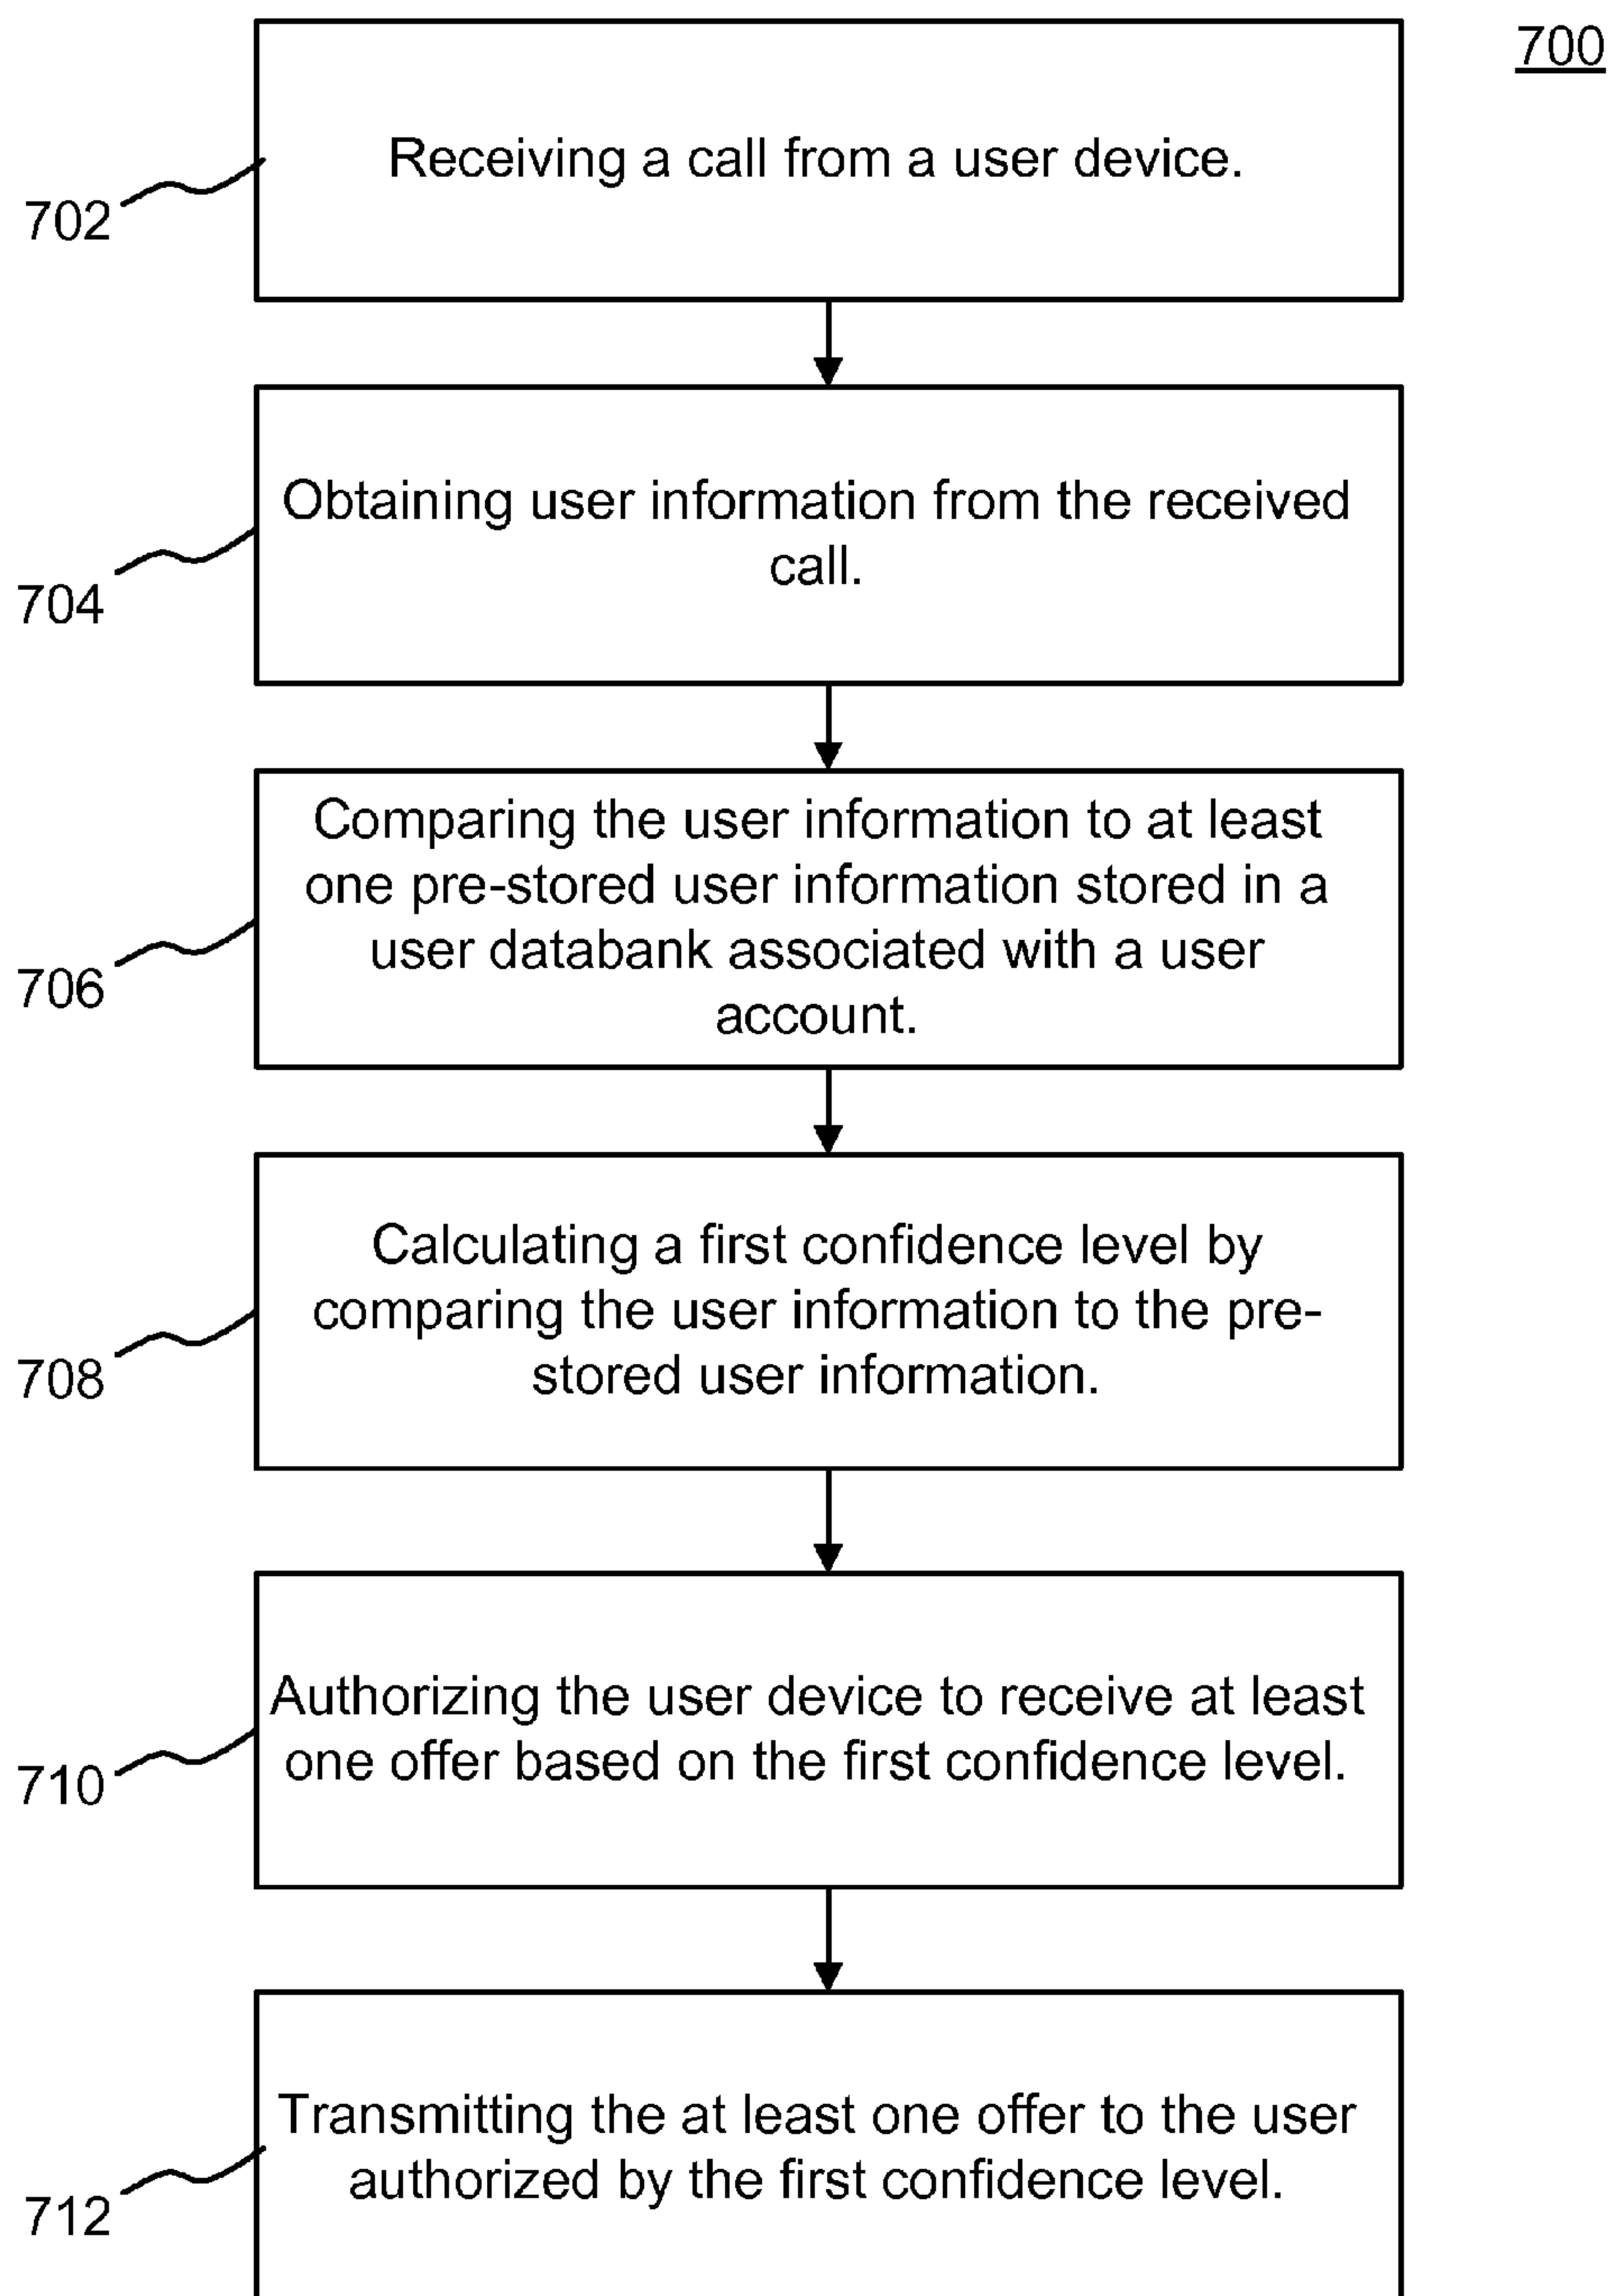 700
Receiving a call from a user device.
702
Obtaining user information from the received
call.
704
Comparing the user information to at least
one pre-stored user information stored in a
user databank associated with a user
account.
706
Calculating a first confidence level by
comparing the user information to the pre-
stored user information.
708
Authorizing the user device to receive at least
one offer based on the first confidence level.
710
Transmitting the at least one offer to the user
authorized by the first confidence level.
712